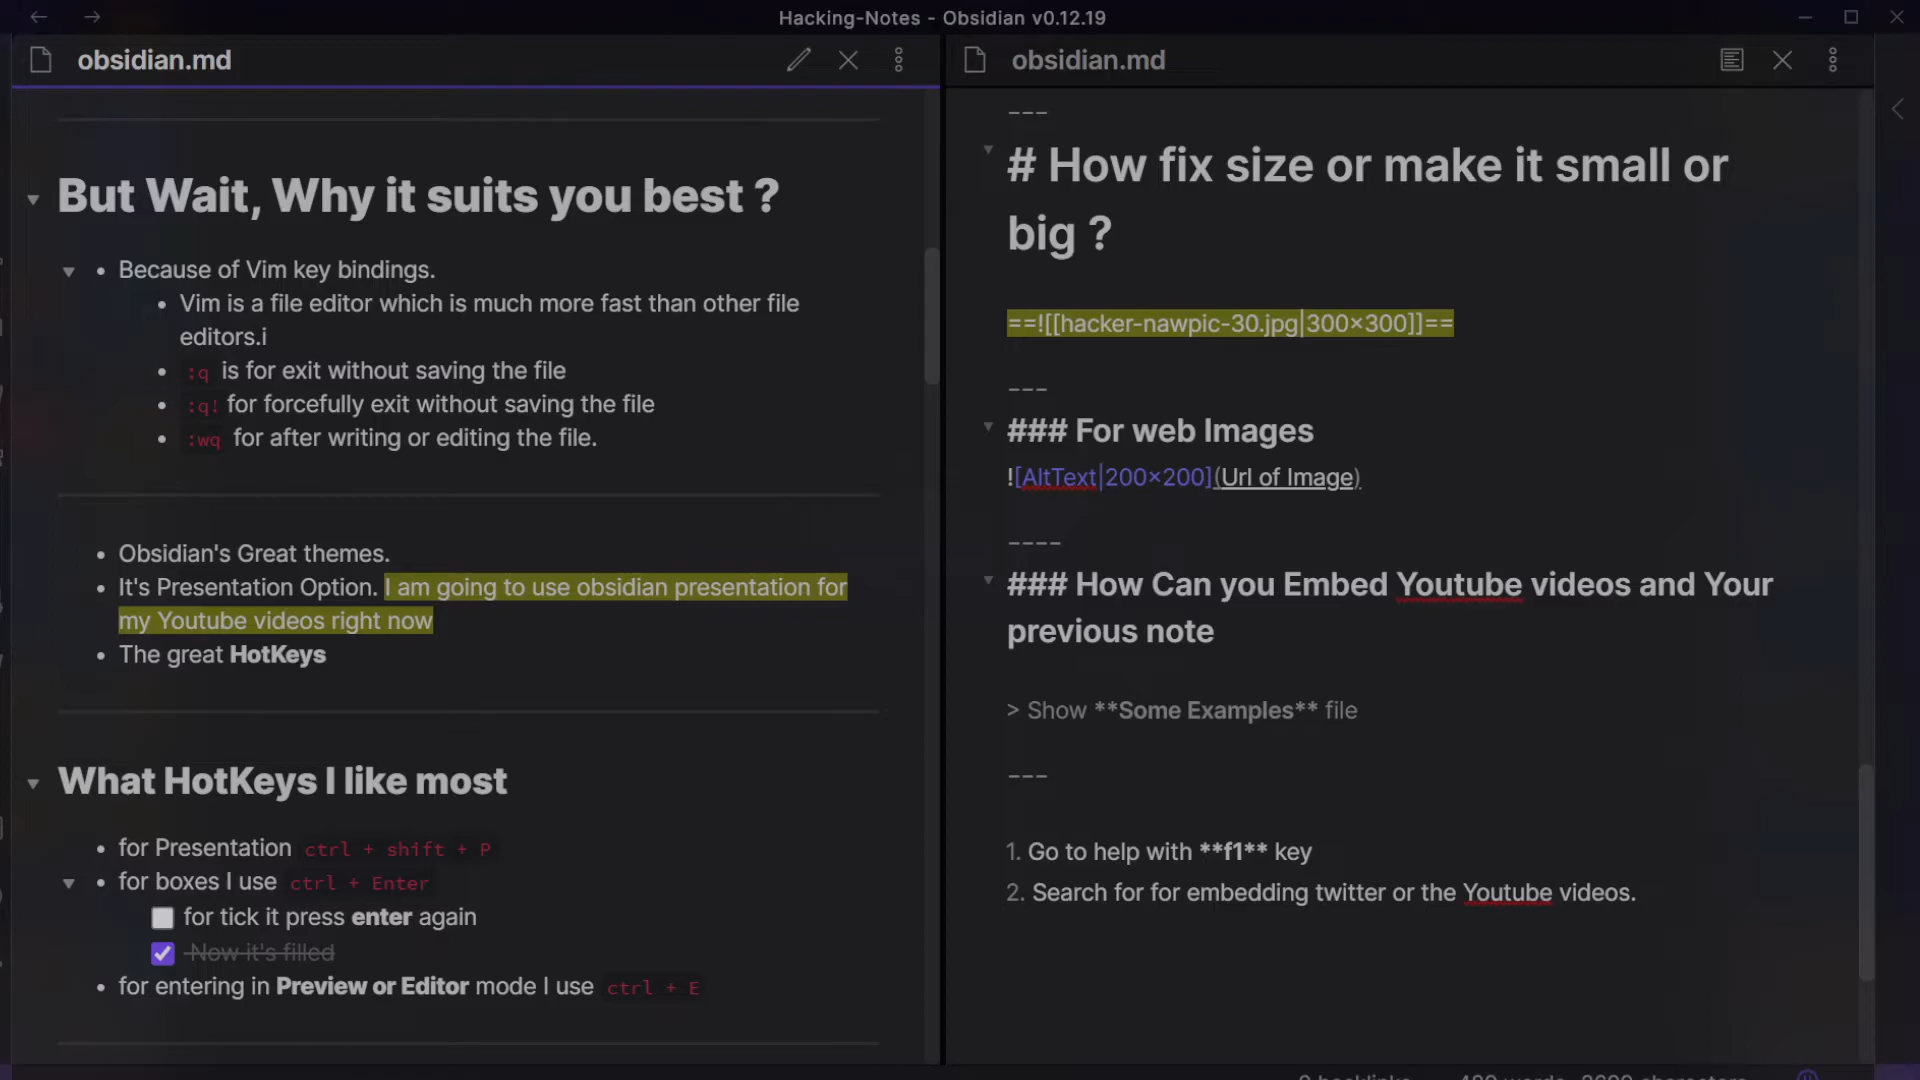 Hacking-Notes - Obsidian v0.12.19
obsidian.md
But Wait, Why it suits you best ?
Because of Vim key bindings.
Vim is a file editor which is much more fast than other file
editors.i
:q is for exit without saving the file
:q! for forcefully exit without saving the file
:wq for after writing or editing the file.
Obsidian's Great themes.
It's Presentation Option. I am going to use obsidian presentation for
my Youtube videos right now
The great HotKeys
What HotKeys I like most
for Presentation ctrl + shift + P
for boxes I use ctrl + Enter
for tick it press enter again
Now it's filled
for entering in Preview or Editor mode I use ctrl + E
obsidian.md
---
# How fix size or make it small or
big ?
==![[hacker-nawpic-30.jpg|300×300]]==
---
### For web Images
![AltText|200×200](Url of Image)
----
### How Can you Embed Youtube videos and Your
previous note
> Show **Some Examples** file
---
1. Go to help with **f1** key
2. Search for for embedding twitter or the Youtube videos.